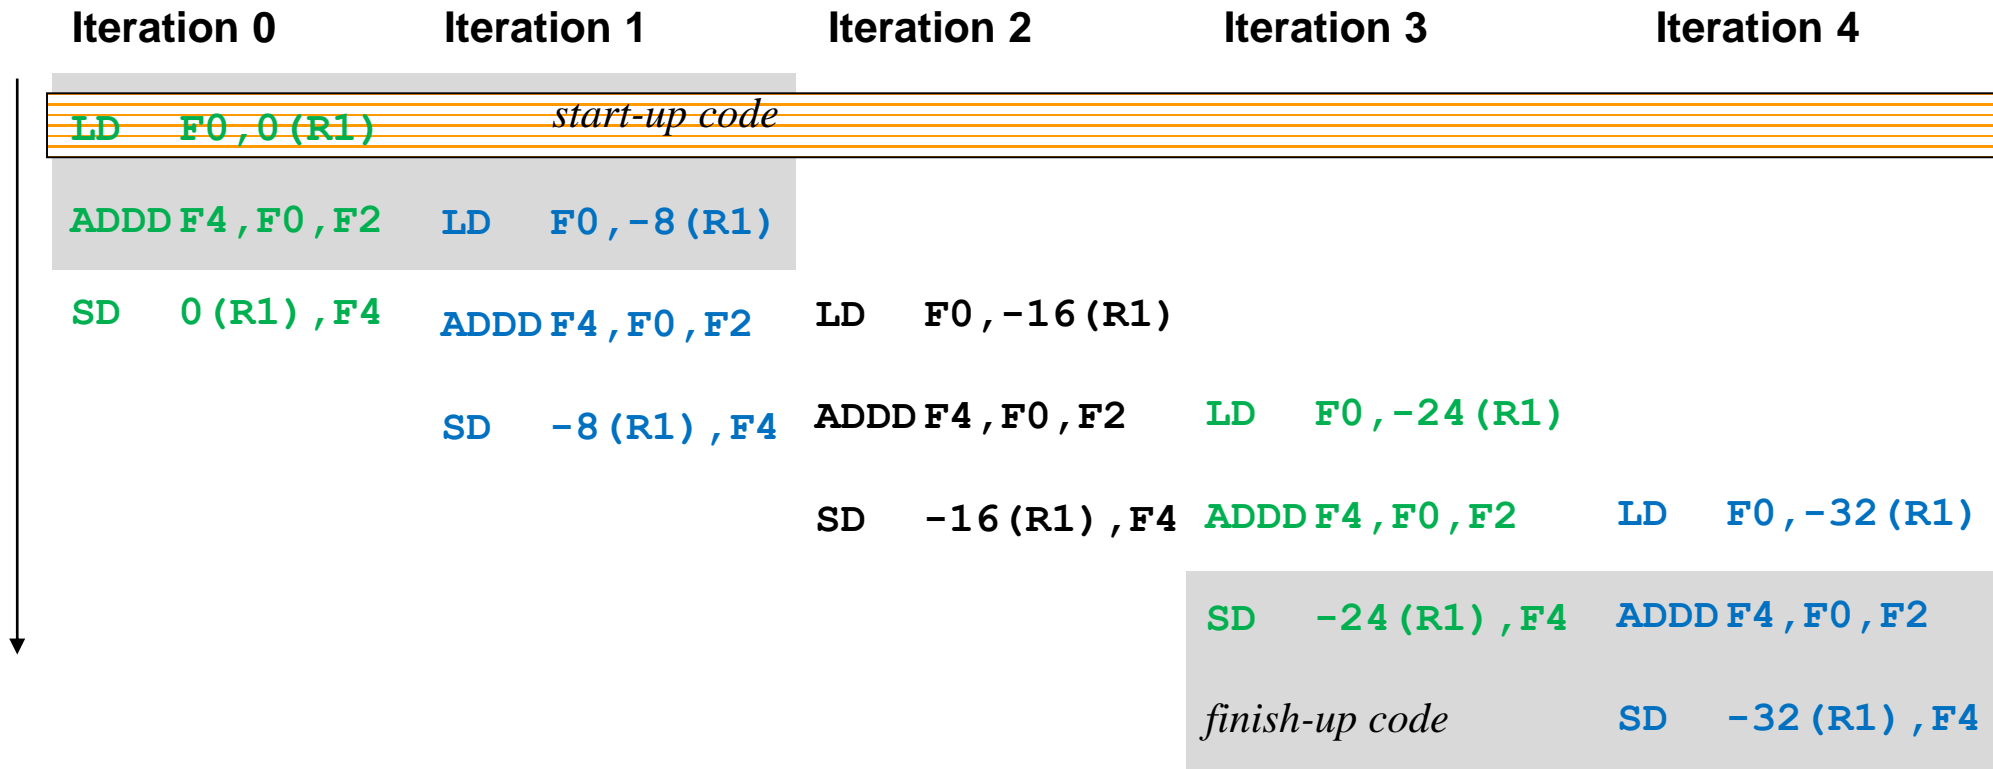 Iteration 0 Iteration 1 Iteration 2 Iteration 3 Iteration 4
LD F0,0(R1) start-up code
ADDD F4,F0,F2 LD F0,-8(R1)
SD 0(R1),F4 ADDD F4,F0,F2 LD F0,-16(R1)
SD -8(R1),F4 ADDD F4,F0,F2 LD F0,-24(R1)
SD -16(R1),F4 ADDD F4,F0,F2 LD F0,-32(R1)
SD -24(R1),F4 ADDD F4,F0,F2
finish-up code SD -32(R1),F4